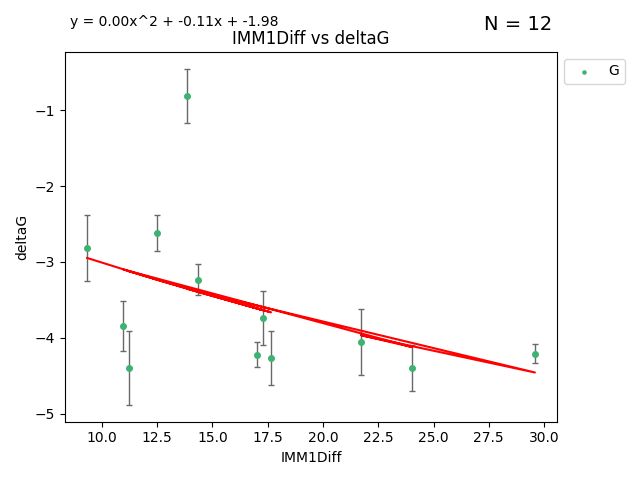 y = 0.00x^2 + -0.11x + -1.98
N = 12
IMM1Diff vs deltaG
G
deltaG
−1
−2
−3
−4
−5
10.0 12.5 15.0 17.5 20.0 22.5 25.0 27.5 30.0
IMM1Diff